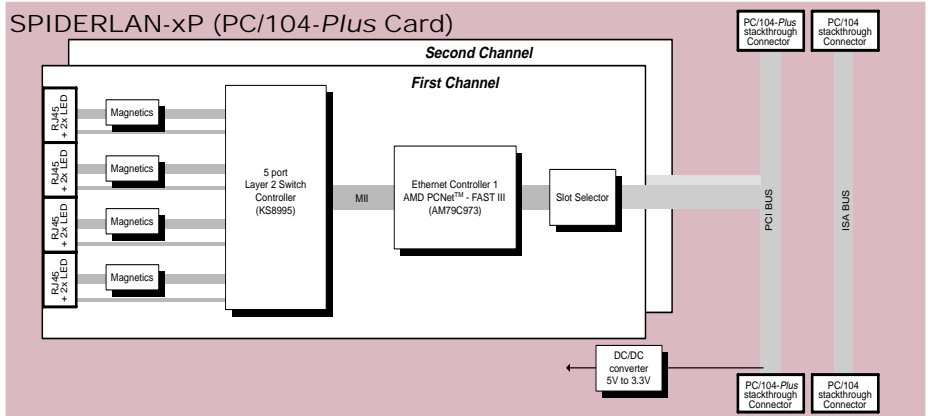 SPIDERLAN-xP (PC/104-Plus Card)
PC/104-Plus
stackthrough
Connector
PC/104
stackthrough
Connector
Second Channel
First Channel
RJ45
+ 2x LED
Magnetics
RJ45
+ 2x LED
Magnetics
RJ45
+ 2x LED
Magnetics
RJ45
+ 2x LED
Magnetics
5 port
Layer 2 Switch
Controller
(KS8995)
MII
Ethernet Controller 1
AMD PCNet™ - FAST III
(AM79C973)
Slot Selector
PCI BUS
ISA BUS
DC/DC
converter
5V to 3.3V
PC/104-Plus
stackthrough
Connector
PC/104
stackthrough
Connector